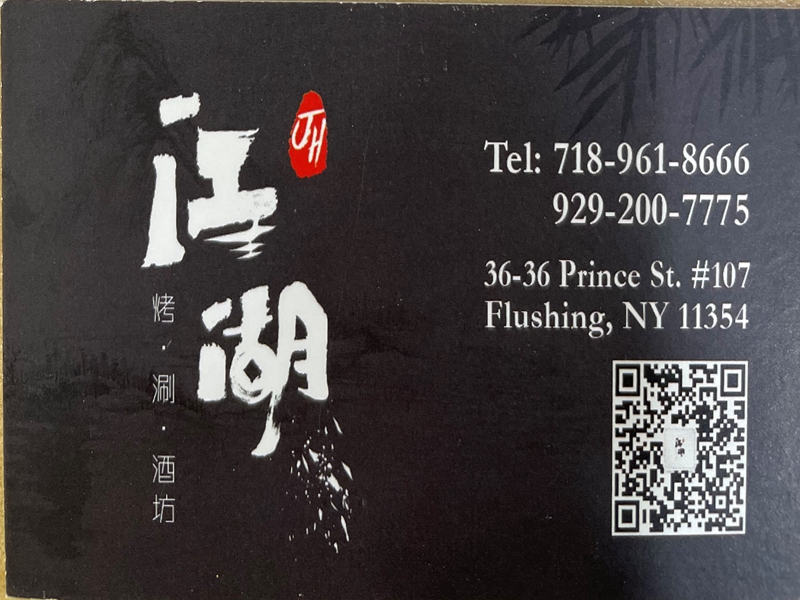 江湖
JH
烤·涮·酒坊
Tel: 718-961-8666
929-200-7775
36-36 Prince St. #107
Flushing, NY 11354